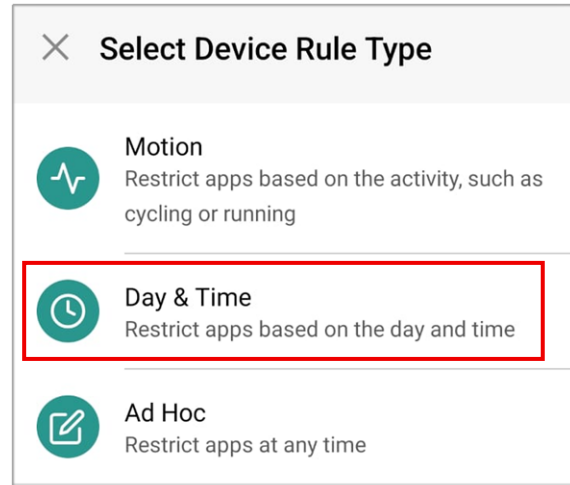 Select Device Rule Type
Motion
Restrict apps based on the activity, such as
cycling or running
Day & Time
Restrict apps based on the day and time
Ad Hoc
Restrict apps at any time